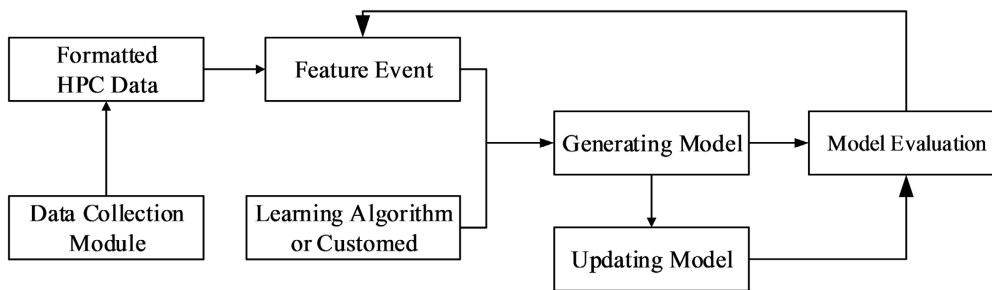 Formatted
HPC Data
Feature Event
Generating Model
Model Evaluation
Data Collection
Module
Learning Algorithm
or Customed
Updating Model